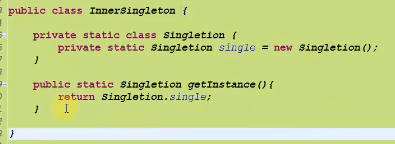 public class InnerSingleton {
private static class Singletion {
private static Singletion single = new Singletion();
}
public static Singletion getInstance(){
return Singletion.single;
}
}